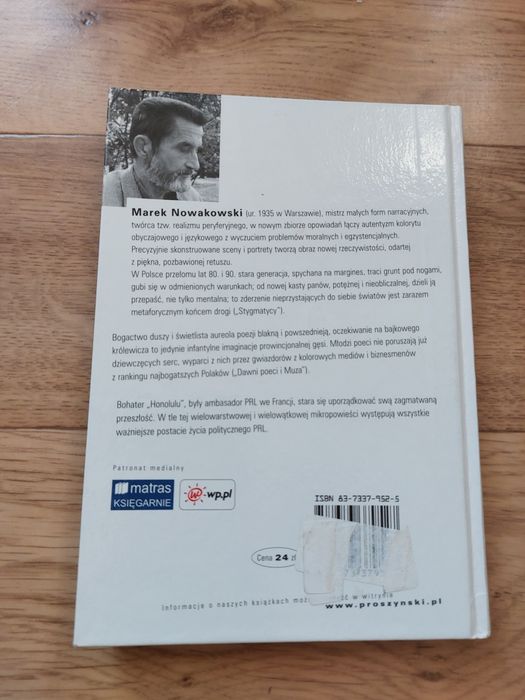 Marek Nowakowski (ur. 1935 w Warszawie), mistrz małych form narracyjnych,
twórca tzw. realizmu peryferyjnego, w nowym zbiorze opowiadań łączy autentyzm kolorytu
obyczajowego i językowego z wyczuciem problemów moralnych i egzystencjalnych.
Precyzyjnie skonstruowane sceny i portrety tworzą obraz nowej rzeczywistości, odartej
z piękna, pozbawionej retuszu.
W Polsce przełomu lat 80. i 90. stara generacja, spychana na margines, traci grunt pod nogami,
gubi się w odmienionych warunkach; od nowej kasty panów, potężnej i nieobliczalnej, dzieli ją
przepaść, nie tylko mentalna; to zderzenie nieprzystających do siebie światów jest zarazem
metaforycznym końcem drogi („Stygmatycy”).
Bogactwo duszy i świetlista aureola poezji blakną i powszednieją, oczekiwanie na bajkowego
królewicza to jedynie infantylne imaginacje prowincjonalnej gęsi. Młodzi poeci nie poruszają już
dziewczęcych serc, wyparci z nich przez gwiazdorów z kolorowych mediów i biznesmenów
z rankingu najbogatszych Polaków („Dawni poeci i Muza”).
Bohater „Honolulu”, były ambasador PRL we Francji, stara się uporządkować swą zagmatwaną
przeszłość. W tle tej wielowarstwowej i wielowątkowej mikropowieści występują wszystkie
ważniejsze postacie życia politycznego PRL.
Patronat medialny
matras
KSIĘGARNIE
wp.pl
ISBN 83-7337-952-5
Cena 24 zł
Informacje o naszych książkach w witrynie
www.proszynski.pl